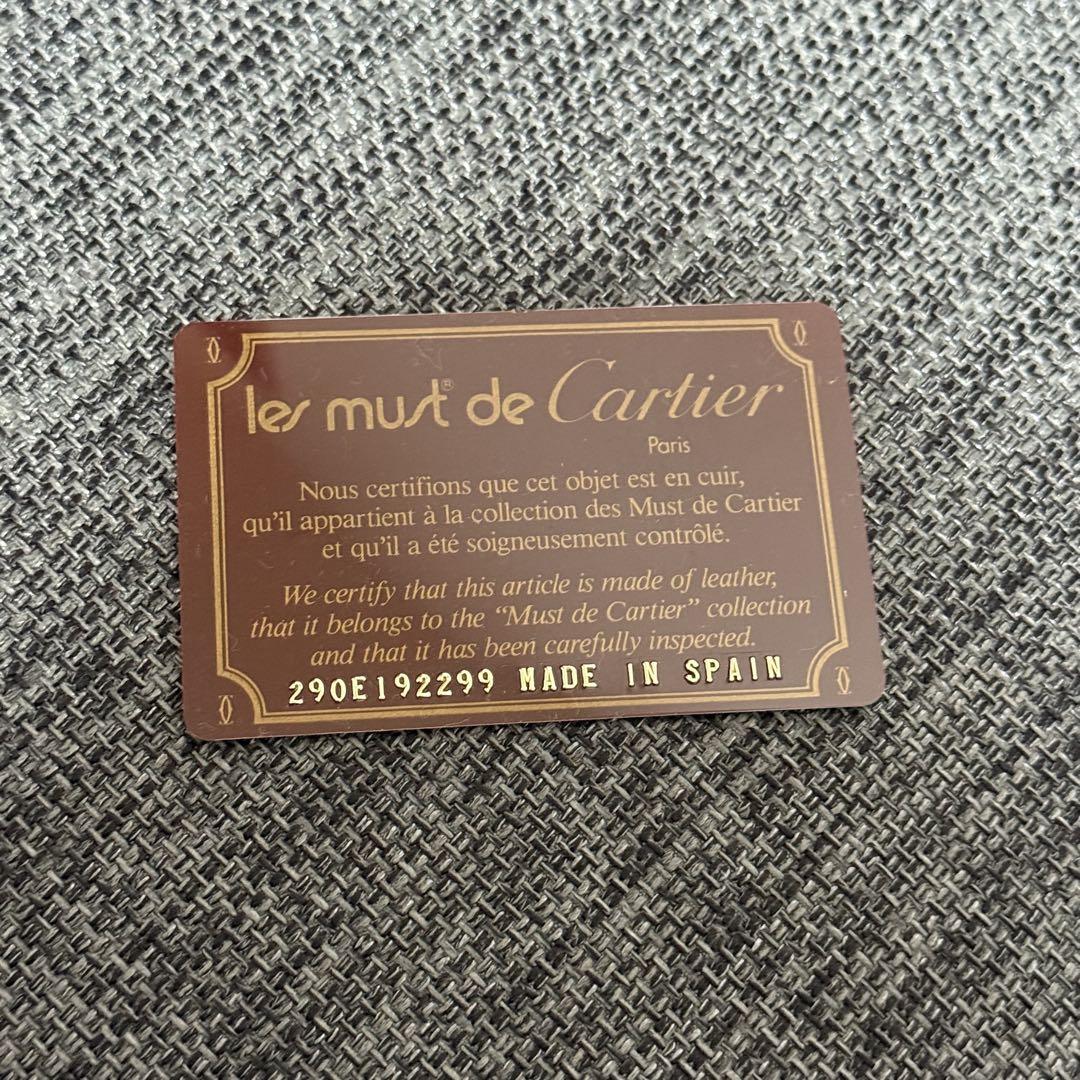 les must® de Cartier
Paris
Nous certifions que cet objet est en cuir,
qu'il appartient à la collection des Must de Cartier
et qu'il a été soigneusement contrôlé.
We certify that this article is made of leather,
that it belongs to the “Must de Cartier” collection
and that it has been carefully inspected.
290E192299 MADE IN SPAIN